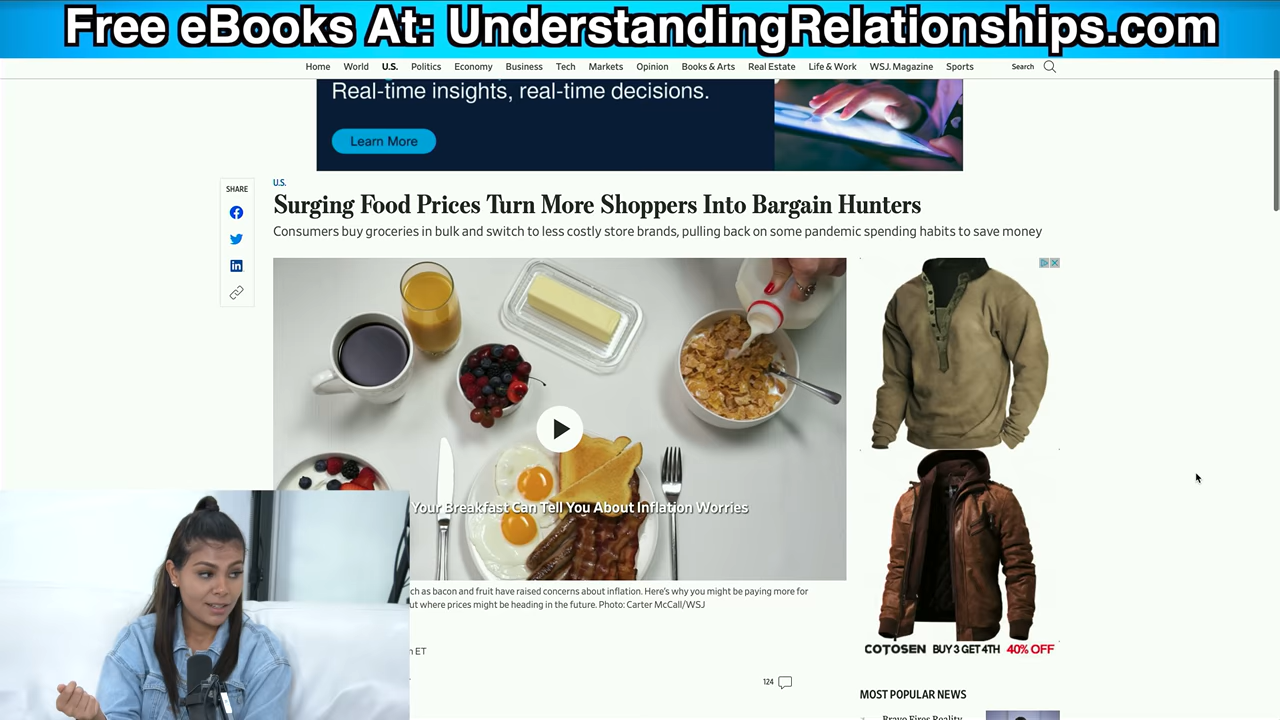 Free eBooks At: UnderstandingRelationships.com
Home World U.S. Politics Economy Business Tech Markets Opinion Books & Arts Real Estate Life & Work WSJ. Magazine Sports Search
Real-time insights, real-time decisions.
Learn More
SHARE
U.S.
Surging Food Prices Turn More Shoppers Into Bargain Hunters
Consumers buy groceries in bulk and switch to less costly store brands, pulling back on some pandemic spending habits to save money
Your Breakfast Can Tell You About Inflation Worries
ch as bacon and fruit have raised concerns about inflation. Here's why you might be paying more for
ut where prices might be heading in the future. Photo: Carter McCall/WSJ
ET
124
COTOSEN BUY 3 GET 4TH 40% OFF
MOST POPULAR NEWS